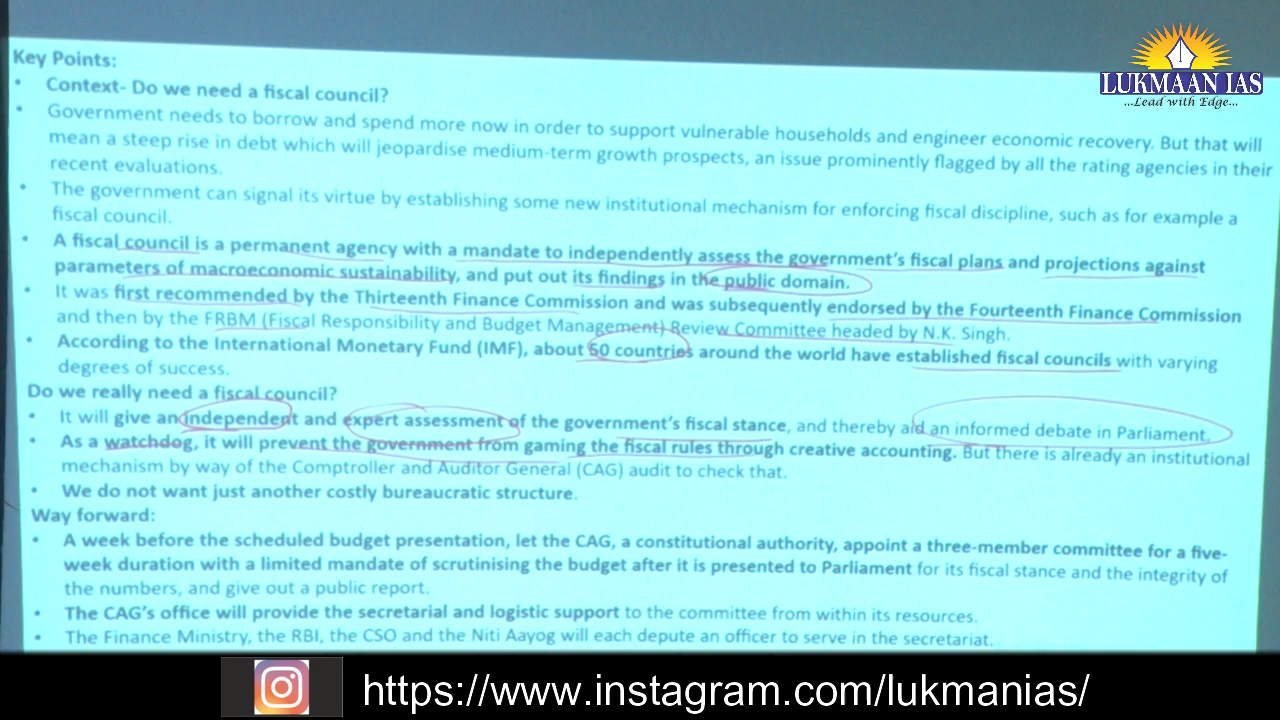 LUKMAAN IAS
...Lead with Edge...
Key Points:
• Context- Do we need a fiscal council?
• Government needs to borrow and spend more now in order to support vulnerable households and engineer economic recovery. But that will
mean a steep rise in debt which will jeopardise medium-term growth prospects, an issue prominently flagged by all the rating agencies in their
recent evaluations.
• The government can signal its virtue by establishing some new institutional mechanism for enforcing fiscal discipline, such as for example a
fiscal council.
• A fiscal council is a permanent agency with a mandate to independently assess the government's fiscal plans and projections against
parameters of macroeconomic sustainability, and put out its findings in the public domain.
• It was first recommended by the Thirteenth Finance Commission and was subsequently endorsed by the Fourteenth Finance Commission
and then by the FRBM (Fiscal Responsibility and Budget Management) Review Committee headed by N.K. Singh.
• According to the International Monetary Fund (IMF), about 50 countries around the world have established fiscal councils with varying
degrees of success.
Do we really need a fiscal council?
• It will give an independent and expert assessment of the government's fiscal stance, and thereby aid an informed debate in Parliament.
• As a watchdog, it will prevent the government from gaming the fiscal rules through creative accounting. But there is already an institutional
mechanism by way of the Comptroller and Auditor General (CAG) audit to check that.
• We do not want just another costly bureaucratic structure.
Way forward:
• A week before the scheduled budget presentation, let the CAG, a constitutional authority, appoint a three-member committee for a five-
week duration with a limited mandate of scrutinising the budget after it is presented to Parliament for its fiscal stance and the integrity of
the numbers, and give out a public report.
• The CAG's office will provide the secretarial and logistic support to the committee from within its resources.
• The Finance Ministry, the RBI, the CSO and the Niti Aayog will each depute an officer to serve in the secretariat.
https://www.instagram.com/lukmanias/